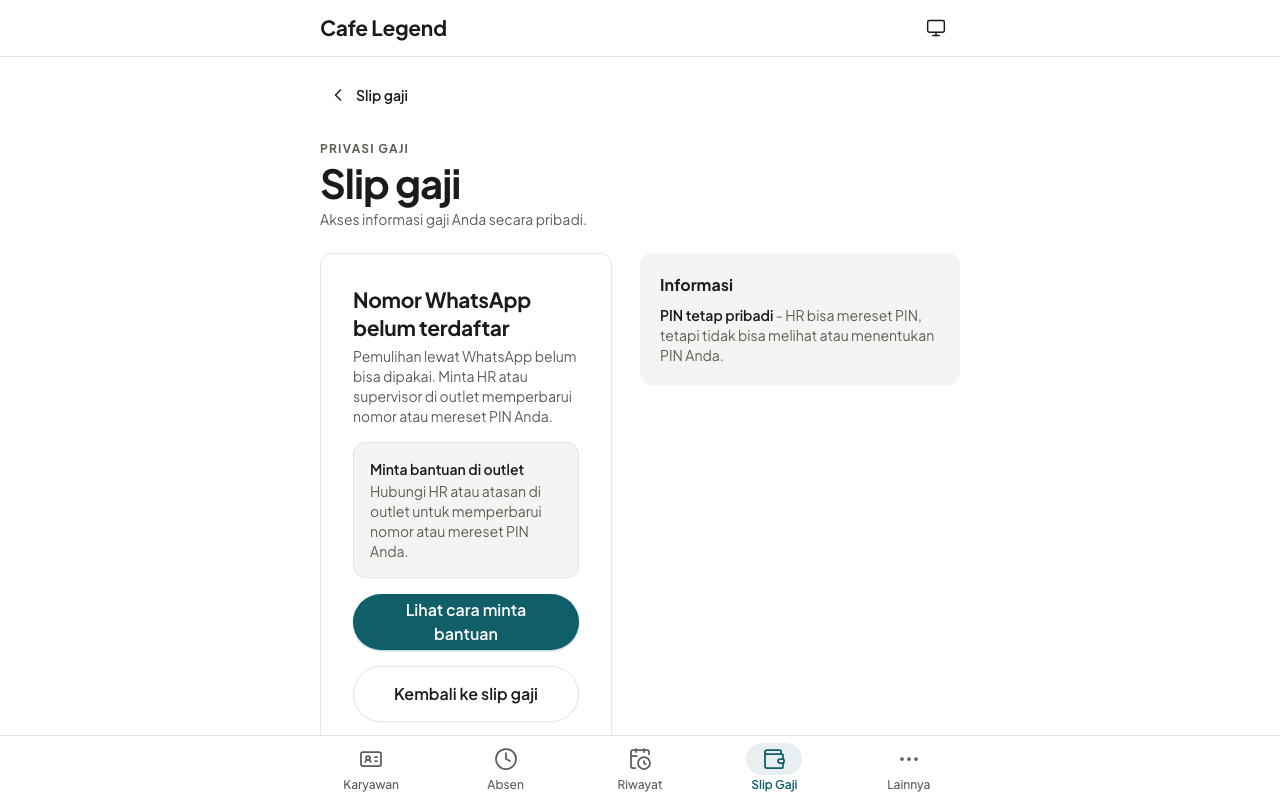 Cafe Legend
Slip gaji
PRIVASI GAJI
Slip gaji
Akses informasi gaji Anda secara pribadi.
Nomor WhatsApp
belum terdaftar
Pemulihan lewat WhatsApp belum
bisa dipakai. Minta HR atau
supervisor di outlet memperbarui
nomor atau mereset PIN Anda.
Minta bantuan di outlet
Hubungi HR atau atasan di
outlet untuk memperbarui
nomor atau mereset PIN
Anda.
Lihat cara minta
bantuan
Kembali ke slip gaji
Informasi
PIN tetap pribadi - HR bisa mereset PIN,
tetapi tidak bisa melihat atau menentukan
PIN Anda.
Karyawan
Absen
Riwayat
Slip Gaji
Lainnya